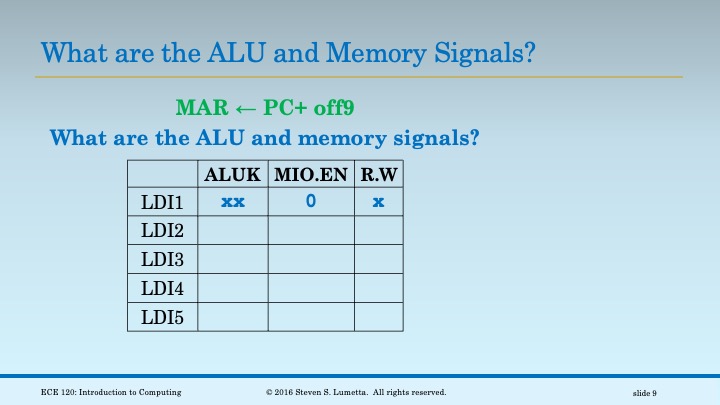 What are the ALU and Memory Signals?
MAR ← PC+ off9
What are the ALU and memory signals?
ALUK MIO.EN R.W
LDI1 xx 0 x
LDI2
LDI3
LDI4
LDI5
ECE 120: Introduction to Computing © 2016 Steven S. Lumetta. All rights reserved. slide 9